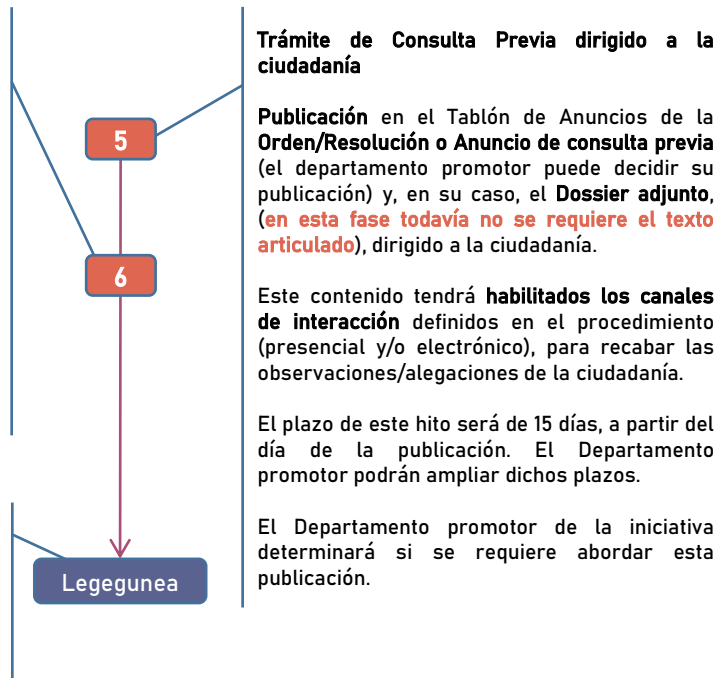 Trámite de Consulta Previa dirigido a la
ciudadanía
Publicación en el Tablón de Anuncios de la
Orden/Resolución o Anuncio de consulta previa
(el departamento promotor puede decidir su
publicación) y, en su caso, el Dossier adjunto,
(en esta fase todavía no se requiere el texto
articulado), dirigido a la ciudadanía.
Este contenido tendrá habilitados los canales
de interacción definidos en el procedimiento
(presencial y/o electrónico), para recabar las
observaciones/alegaciones de la ciudadanía.
El plazo de este hito será de 15 días, a partir del
día de la publicación. El Departamento
promotor podrán ampliar dichos plazos.
El Departamento promotor de la iniciativa
determinará si se requiere abordar esta
publicación.
5
6
Legegunea